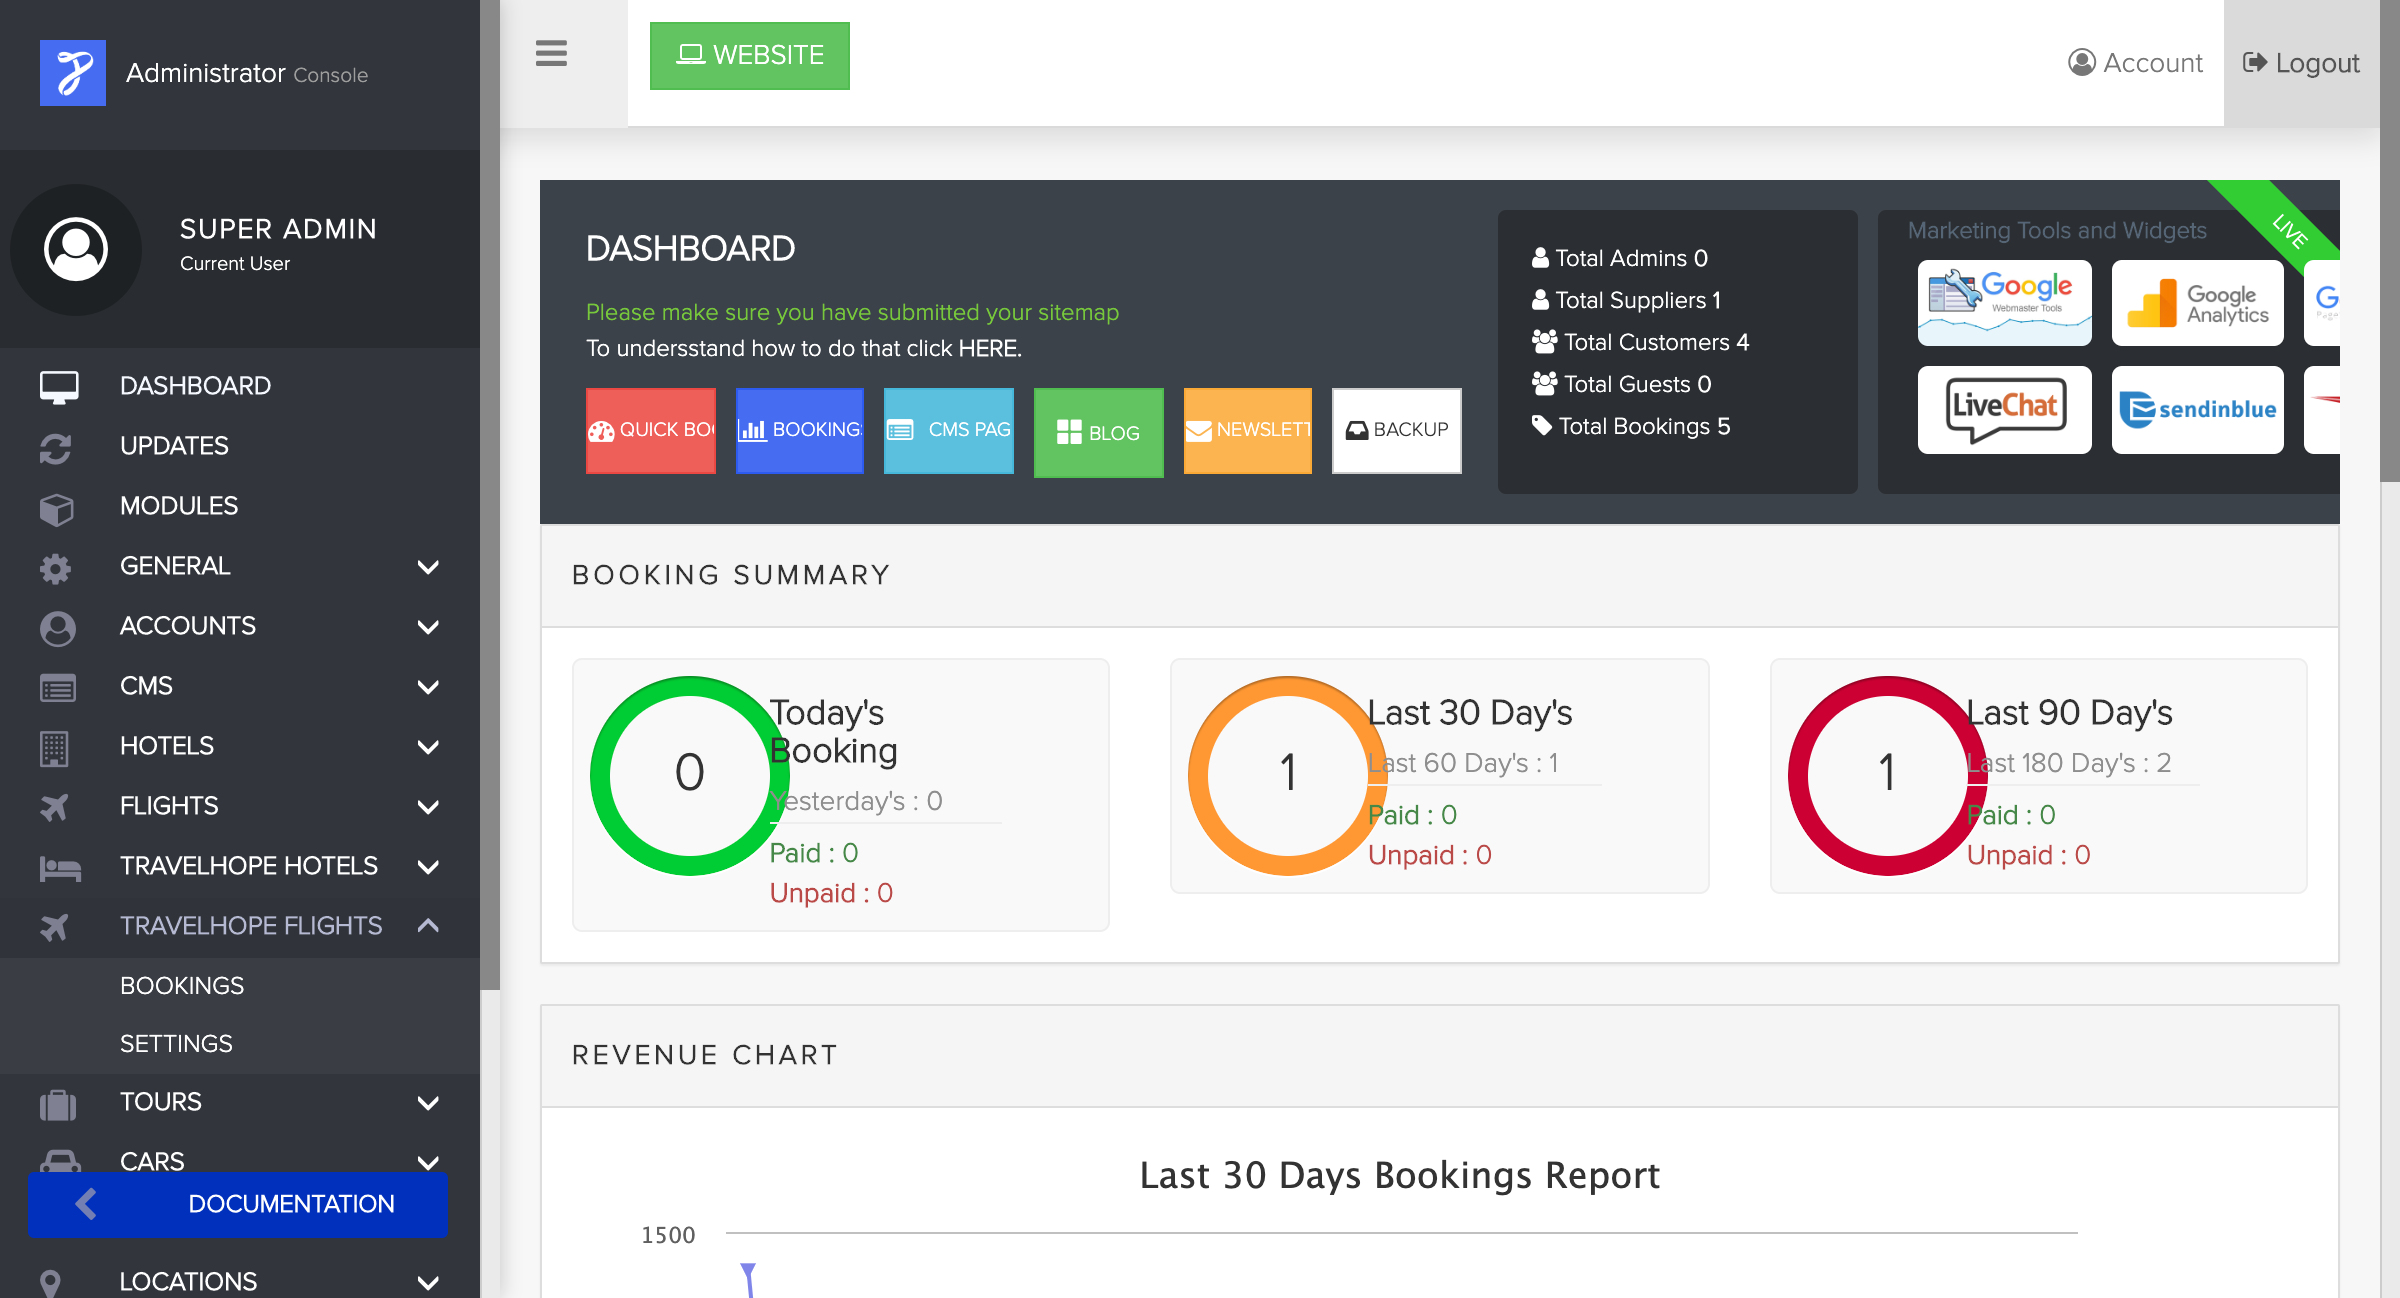 Administrator Console
SUPER ADMIN
Current User
DASHBOARD
UPDATES
MODULES
GENERAL
ACCOUNTS
CMS
HOTELS
FLIGHTS
TRAVELHOPE HOTELS
TRAVELHOPE FLIGHTS
BOOKINGS
SETTINGS
TOURS
CARS
DOCUMENTATION
LOCATIONS
WEBSITE
Account
Logout
DASHBOARD
Please make sure you have submitted your sitemap
To undersstand how to do that click HERE.
QUICK BOO
BOOKINGS
CMS PAG
BLOG
NEWSLETT
BACKUP
Total Admins 0
Total Suppliers 1
Total Customers 4
Total Guests 0
Total Bookings 5
Marketing Tools and Widgets
LIVE
Google
Webmaster Tools
Google
Analytics
G
LiveChat
sendinblue
BOOKING SUMMARY
0
Today's
Booking
Yesterday's : 0
Paid : 0
Unpaid : 0
1
Last 30 Day's
Last 60 Day's : 1
Paid : 0
Unpaid : 0
1
Last 90 Day's
Last 180 Day's : 2
Paid : 0
Unpaid : 0
REVENUE CHART
Last 30 Days Bookings Report
1500